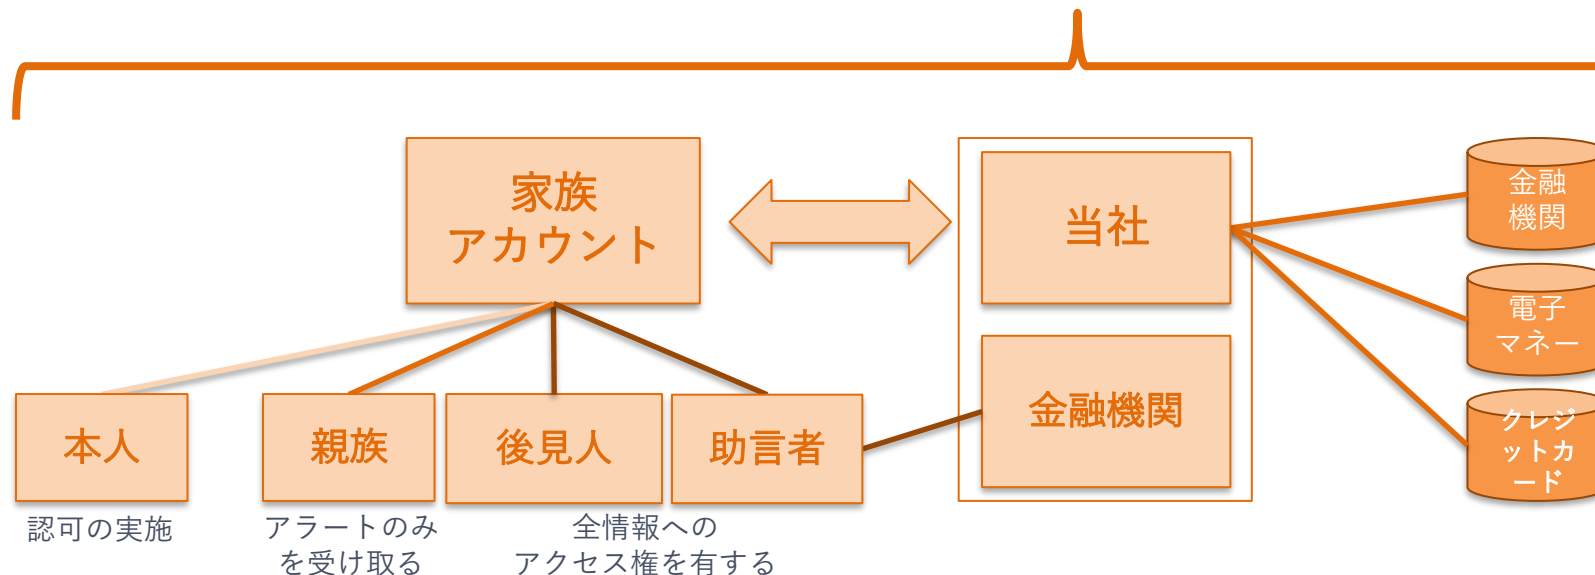 家族
アカウント
当社
金融機関
金融
機関
電子
マネー
クレジ
ットカ
ード
本人
親族
後見人
助言者
認可の実施
アラートのみ
を受け取る
全情報への
アクセス権を有する